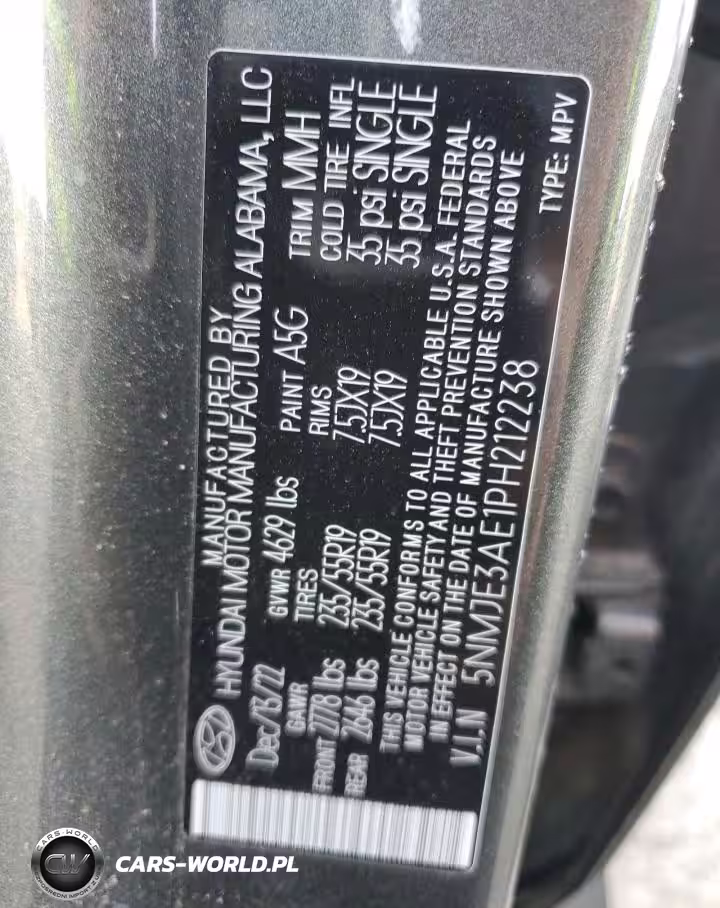 MANUFACTURED BY
HYUNDAI MOTOR MANUFACTURING ALABAMA, LLC
Dec/13/22 GVWR 4629 lbs PAINT A5G TRIM MMH
GAWR TIRES RIMS COLD TIRE INFL
FRONT 2778 lbs 235/55R19 7.5JX19 35 psi SINGLE
REAR 2646 lbs 235/55R19 7.5JX19 35 psi SINGLE
THIS VEHICLE CONFORMS TO ALL APPLICABLE U.S.A. FEDERAL
MOTOR VEHICLE SAFETY AND THEFT PREVENTION STANDARDS
IN EFFECT ON THE DATE OF MANUFACTURE SHOWN ABOVE
V.I.N 5NMJE3AE1PH212238
TYPE: MPV
CARS-WORLD
CW
CARS-WORLD.PL